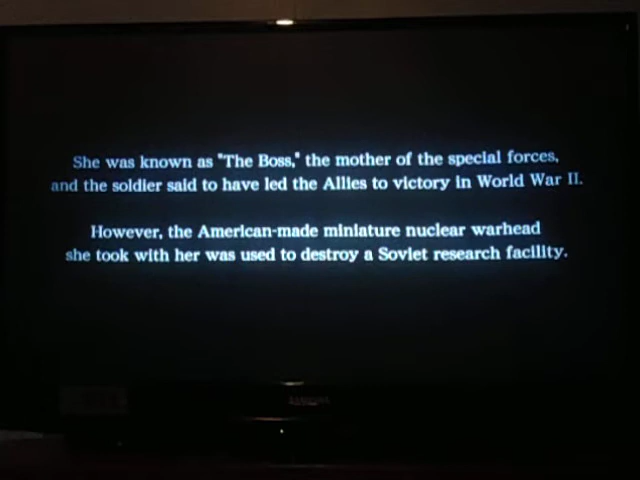 She was known as "The Boss," the mother of the special forces,
and the soldier said to have led the Allies to victory in World War II.
However, the American-made miniature nuclear warhead
she took with her was used to destroy a Soviet research facility.